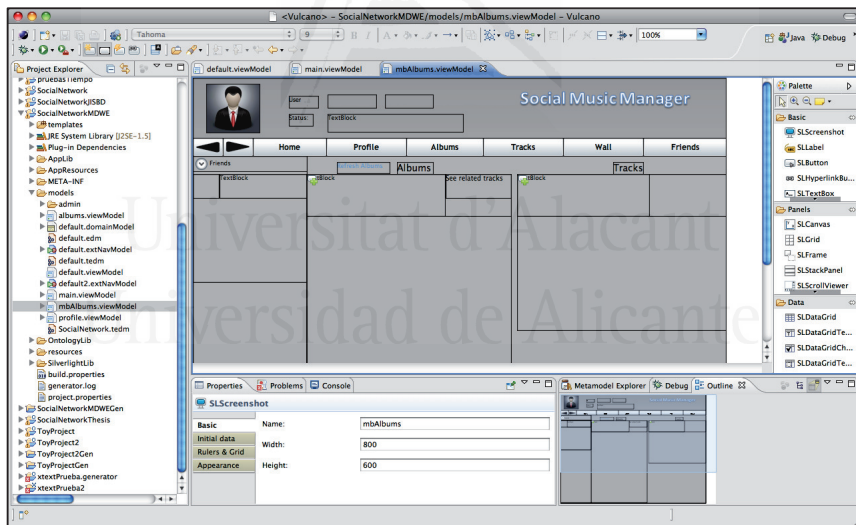 <Vulcano> – SocialNetworkMDWE/models/mbAlbums.viewModel – Vulcano
Tahoma 9 B I A 100% Java Debug
Project Explorer
default.viewModel main.viewModel mbAlbums.viewModel
pruebasTiempo
SocialNetwork
SocialNetworkJISBD
SocialNetworkMDWE
templates
JRE System Library [J2SE-1.5]
Plug-in Dependencies
AppLib
AppResources
META-INF
models
admin
albums.viewModel
default.domainModel
default.edm
default.extNavModel
default.tedm
default.viewModel
default2.extNavModel
main.viewModel
mbAlbums.viewModel
profile.viewModel
SocialNetwork.tedm
OntologyLib
resources
SilverlightLib
build.properties
generator.log
project.properties
SocialNetworkMDWEGen
SocialNetworkThesis
ToyProject
ToyProject2
ToyProject2Gen
ToyProjectGen
xtextPrueba.generator
xtextPrueba2
User
Social Music Manager
Status: TextBlock
Home Profile Albums Tracks Wall Friends
Friends
Refresh Albums Albums Tracks
TextBlock tBlock See related tracks tBlock
Palette
Basic
SLScreenshot
SLLabel
SLButton
SLHyperlinkBu...
SLTextBox
Panels
SLCanvas
SLGrid
SLFrame
SLStackPanel
SLScrollViewer
Data
SLDataGrid
SLDataGridTe...
SLDataGridCh...
SLDataGridTe...
Universitat d'Alacant
Universidad de Alicante
Properties Problems Console
SLScreenshot
Basic
Initial data
Rulers & Grid
Appearance
Name: mbAlbums
Width: 800
Height: 600
Metamodel Explorer Debug Outline